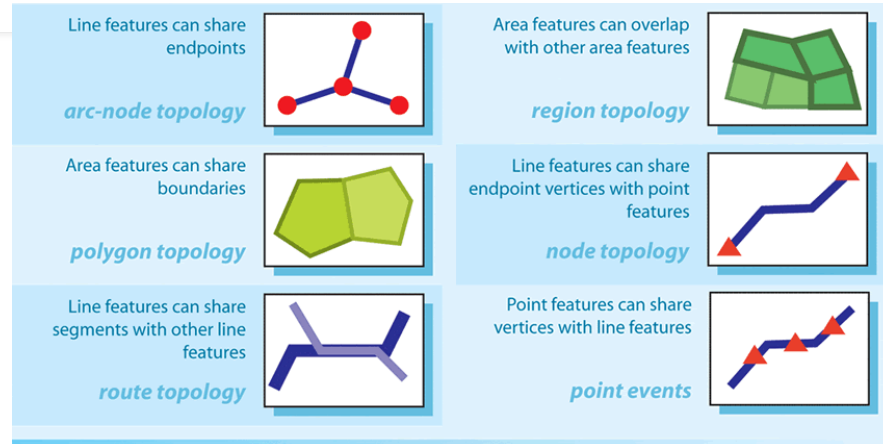 Line features can share
endpoints
arc-node topology
Area features can overlap
with other area features
region topology
Area features can share
boundaries
polygon topology
Line features can share
endpoint vertices with point
features
node topology
Line features can share
segments with other line
features
route topology
Point features can share
vertices with line features
point events